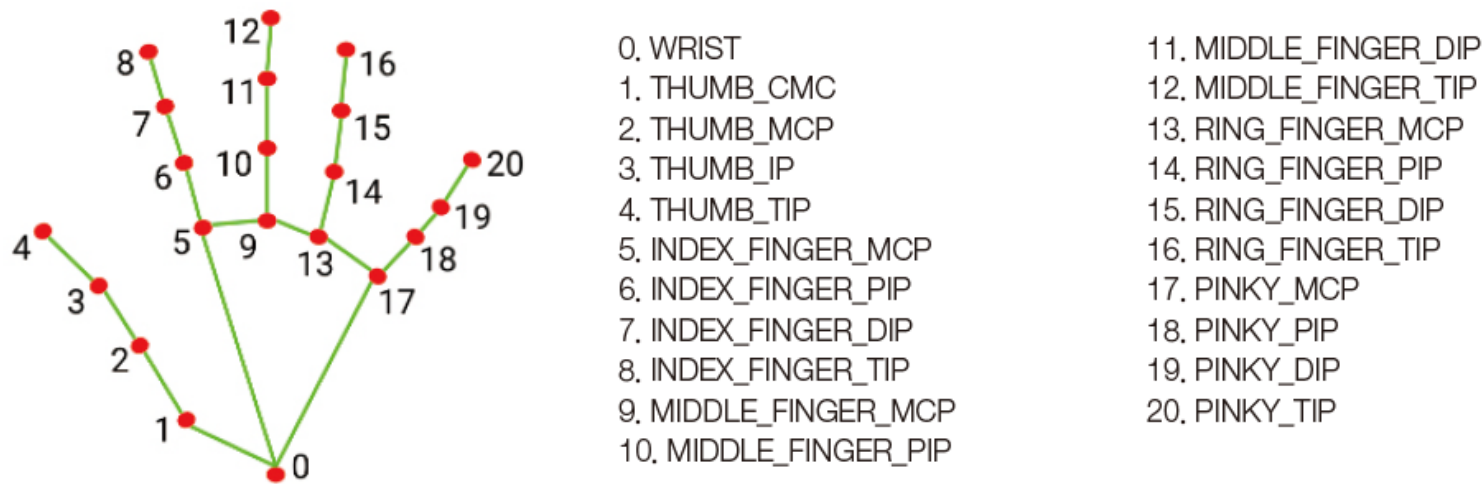 12
8
16
11
7
15
10
6
14
20
4
5
9
13
18
19
3
17
2
1
0
0. WRIST
1. THUMB_CMC
2. THUMB_MCP
3. THUMB_IP
4. THUMB_TIP
5. INDEX_FINGER_MCP
6. INDEX_FINGER_PIP
7. INDEX_FINGER_DIP
8. INDEX_FINGER_TIP
9. MIDDLE_FINGER_MCP
10. MIDDLE_FINGER_PIP
11. MIDDLE_FINGER_DIP
12. MIDDLE_FINGER_TIP
13. RING_FINGER_MCP
14. RING_FINGER_PIP
15. RING_FINGER_DIP
16. RING_FINGER_TIP
17. PINKY_MCP
18. PINKY_PIP
19. PINKY_DIP
20. PINKY_TIP